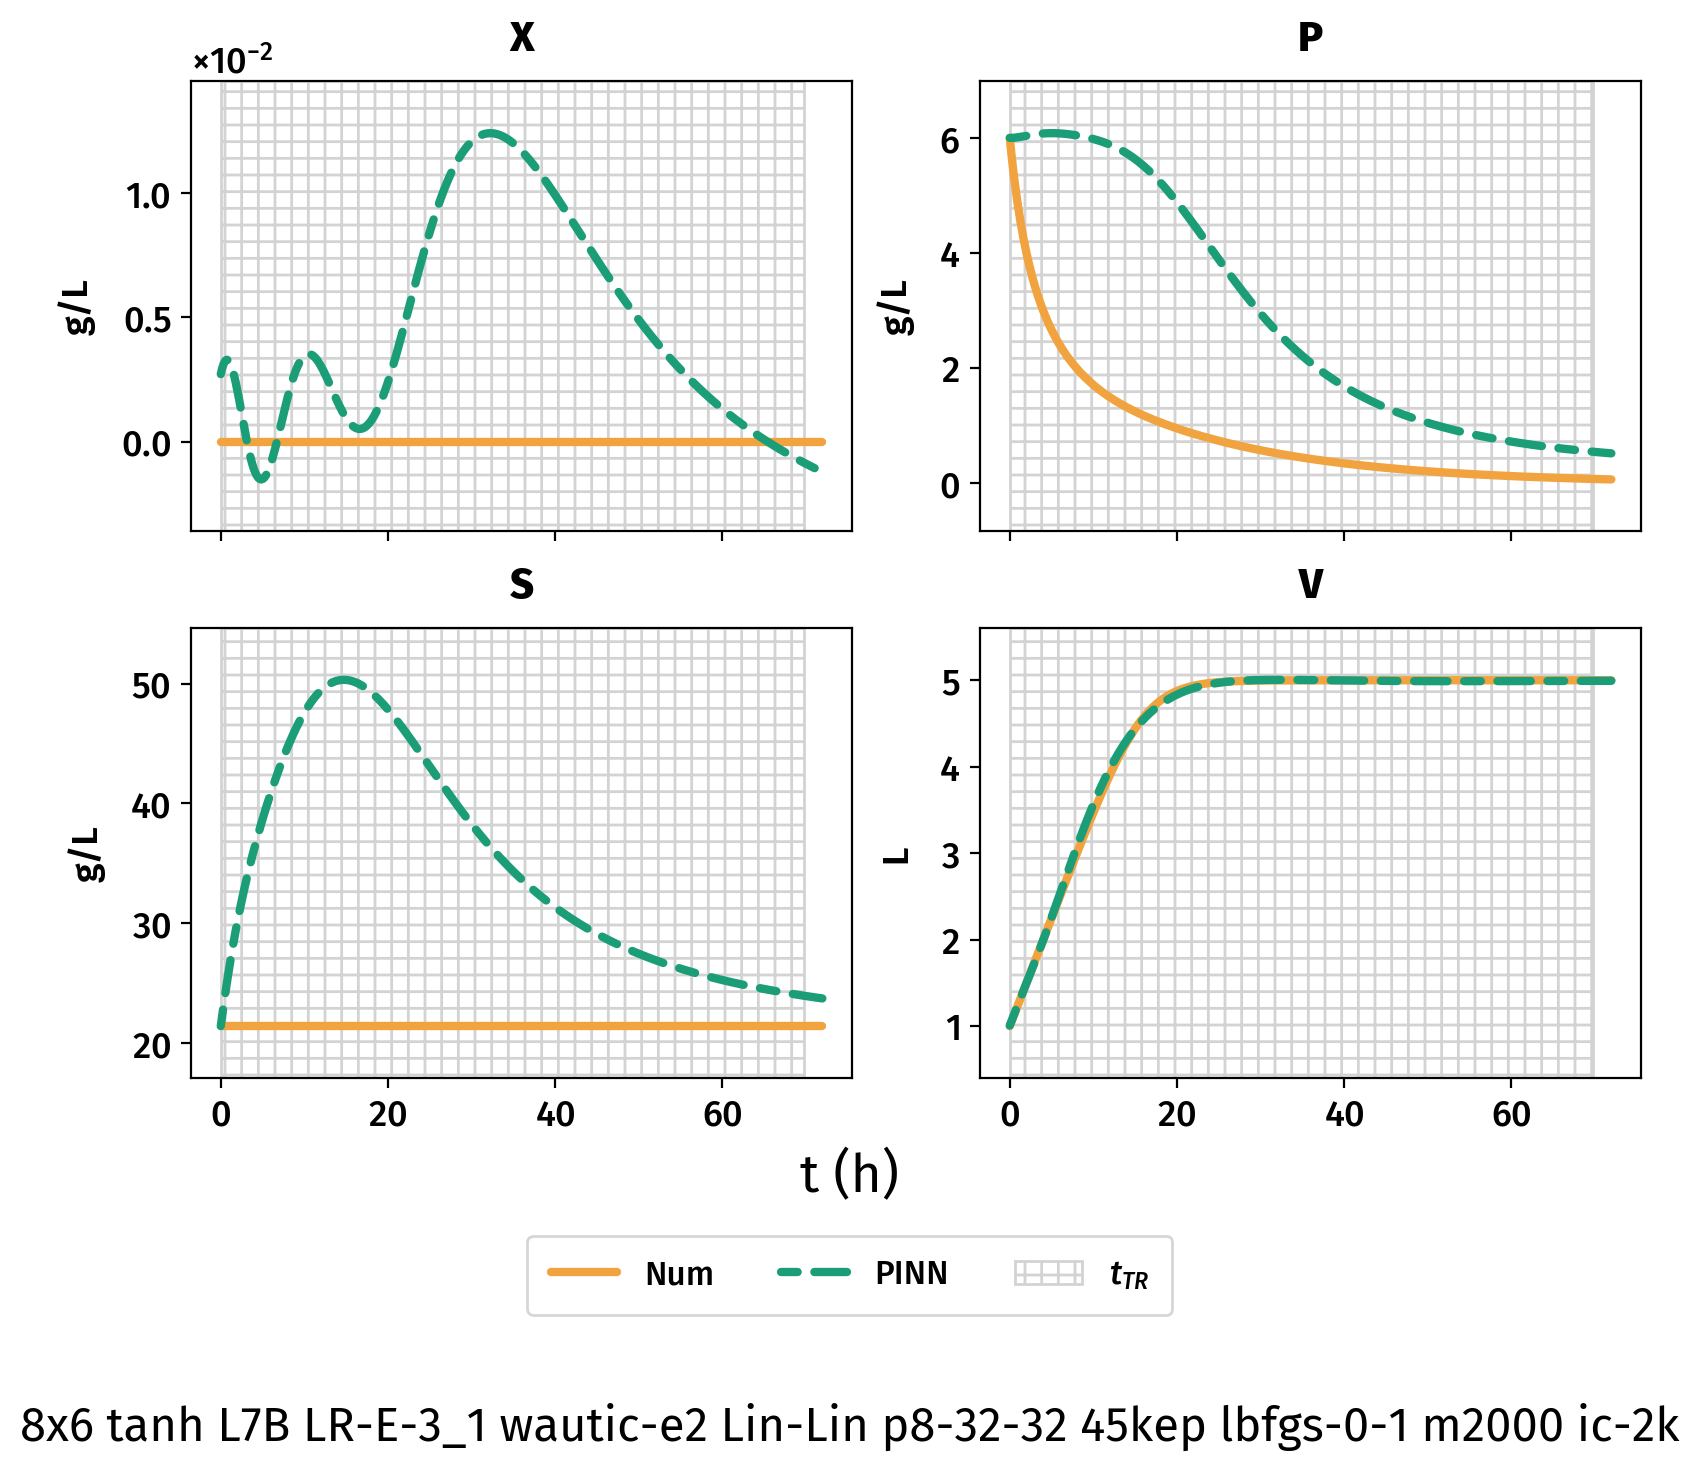 X
×10⁻²
g/L
1.0
0.5
0.0
P
g/L
6
4
2
0
S
g/L
50
40
30
20
0 20 40 60
V
L
5
4
3
2
1
0 20 40 60
t (h)
Num PINN t_TR
8x6 tanh L7B LR-E-3_1 wautic-e2 Lin-Lin p8-32-32 45kep lbfgs-0-1 m2000 ic-2k